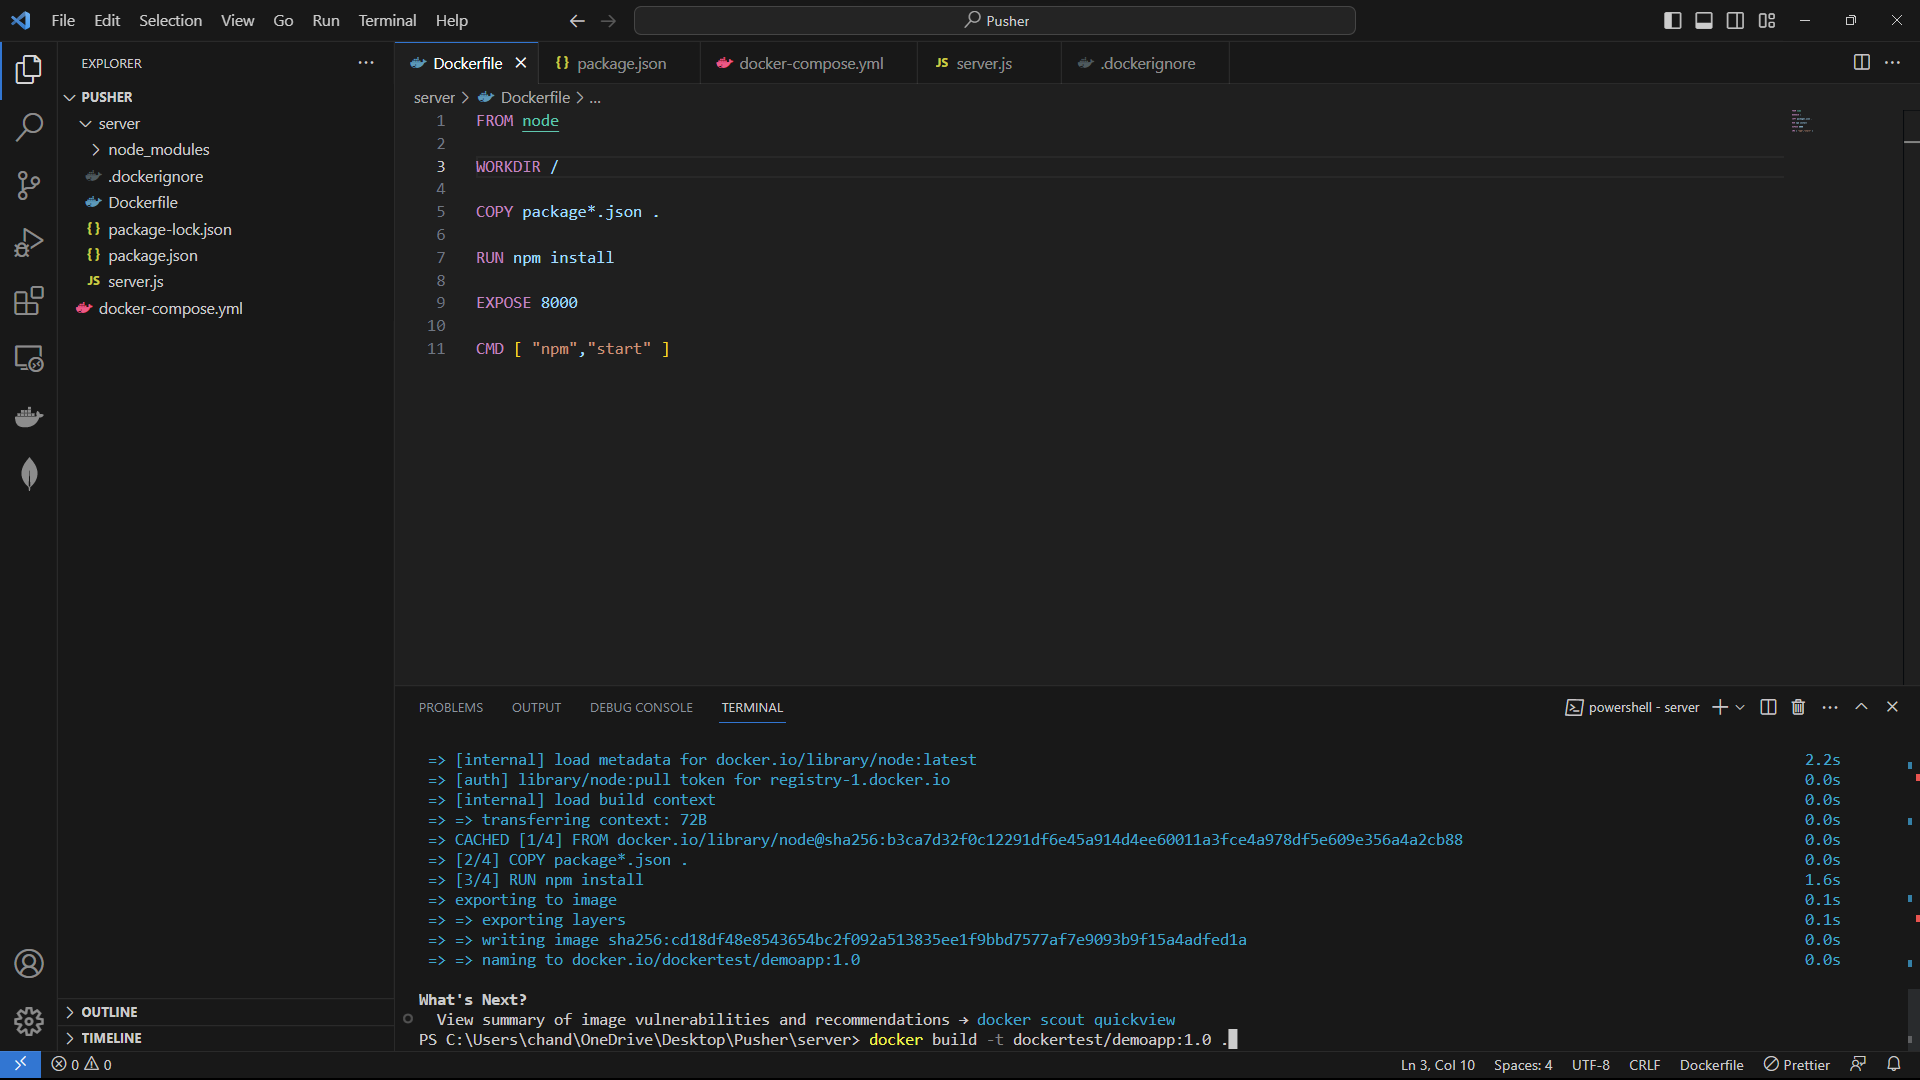 File Edit Selection View Go Run Terminal Help
Pusher
EXPLORER
PUSHER
server
node_modules
.dockerignore
Dockerfile
package-lock.json
package.json
server.js
docker-compose.yml
OUTLINE
TIMELINE
Dockerfile package.json docker-compose.yml JS server.js .dockerignore
server > Dockerfile > ...
1 FROM node
2
3 WORKDIR /
4
5 COPY package*.json .
6
7 RUN npm install
8
9 EXPOSE 8000
10
11 CMD [ "npm","start" ]
PROBLEMS OUTPUT DEBUG CONSOLE TERMINAL powershell - server
=> [internal] load metadata for docker.io/library/node:latest 2.2s
=> [auth] library/node:pull token for registry-1.docker.io 0.0s
=> [internal] load build context 0.0s
=> => transferring context: 72B 0.0s
=> CACHED [1/4] FROM docker.io/library/node@sha256:b3ca7d32f0c12291df6e45a914d4ee60011a3fce4a978df5e609e356a4a2cb88 0.0s
=> [2/4] COPY package*.json . 0.0s
=> [3/4] RUN npm install 1.6s
=> exporting to image 0.1s
=> => exporting layers 0.1s
=> => writing image sha256:cd18df48e8543654bc2f092a513835ee1f9bbd7577af7e9093b9f15a4adfed1a 0.0s
=> => naming to docker.io/dockertest/demoapp:1.0 0.0s
What's Next?
View summary of image vulnerabilities and recommendations → docker scout quickview
PS C:\Users\chand\OneDrive\Desktop\Pusher\server> docker build -t dockertest/demoapp:1.0 .
0 0 Ln 3, Col 10 Spaces: 4 UTF-8 CRLF Dockerfile Prettier